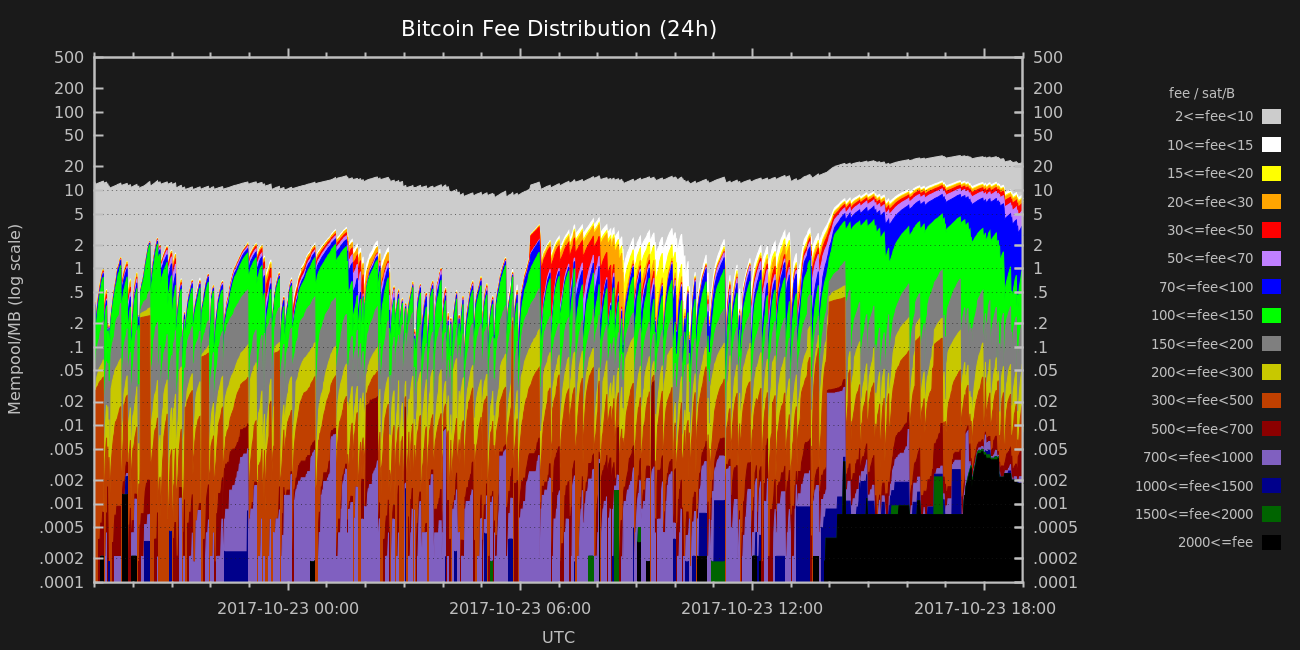 Bitcoin Fee Distribution (24h)
500
200
100
50
20
10
5
2
1
.5
.2
.1
.05
.02
.01
.005
.002
.001
.0005
.0002
.0001
Mempool/MB (log scale)
500
200
100
50
20
10
5
2
1
.5
.2
.1
.05
.02
.01
.005
.002
.001
.0005
.0002
.0001
fee / sat/B
2<=fee<10
10<=fee<15
15<=fee<20
20<=fee<30
30<=fee<50
50<=fee<70
70<=fee<100
100<=fee<150
150<=fee<200
200<=fee<300
300<=fee<500
500<=fee<700
700<=fee<1000
1000<=fee<1500
1500<=fee<2000
2000<=fee
2017-10-23 00:00 2017-10-23 06:00 2017-10-23 12:00 2017-10-23 18:00
UTC